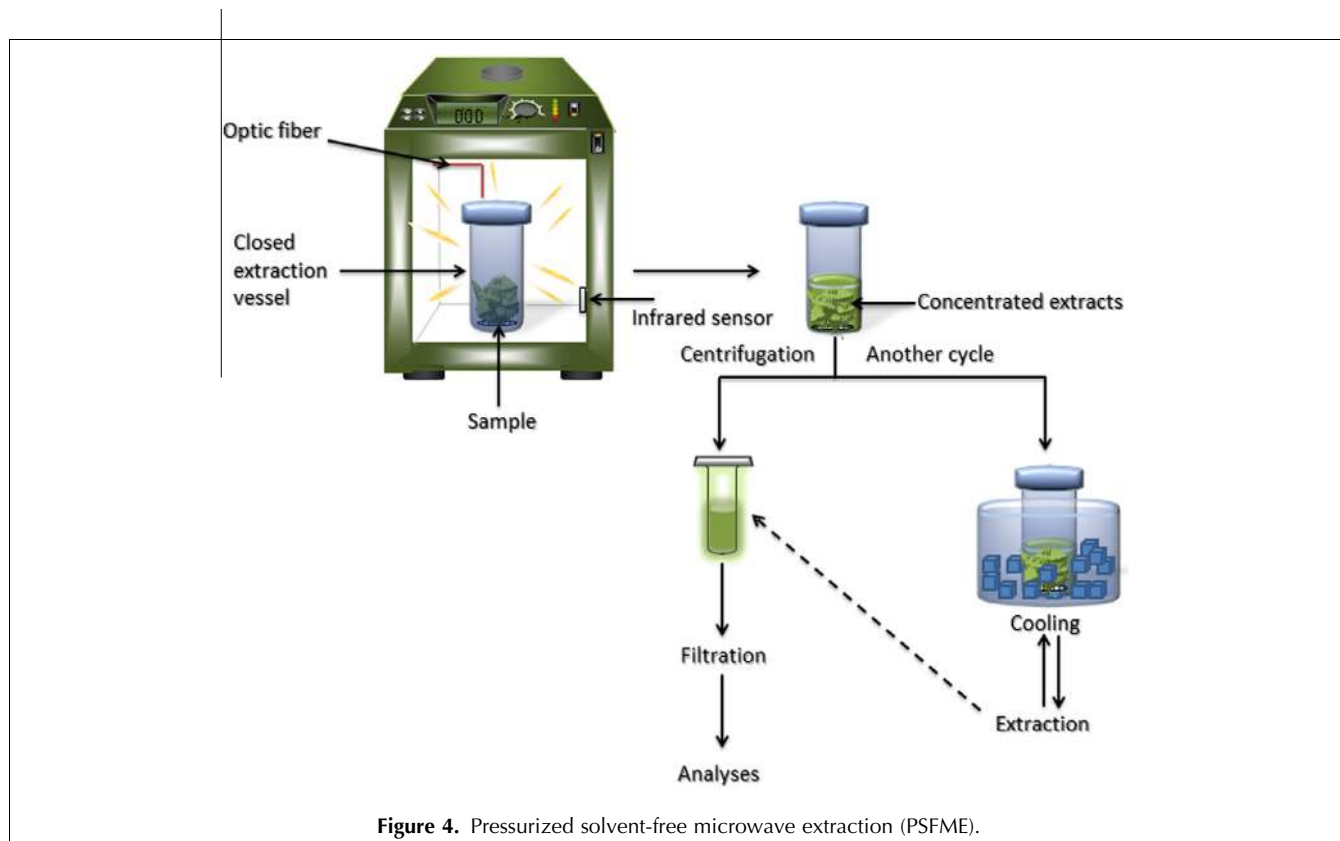 000
Optic fiber
Closed
extraction
vessel
Infrared sensor
Sample
Concentrated extracts
Centrifugation
Another cycle
Cooling
Filtration
Extraction
Analyses
Figure 4. Pressurized solvent-free microwave extraction (PSFME).